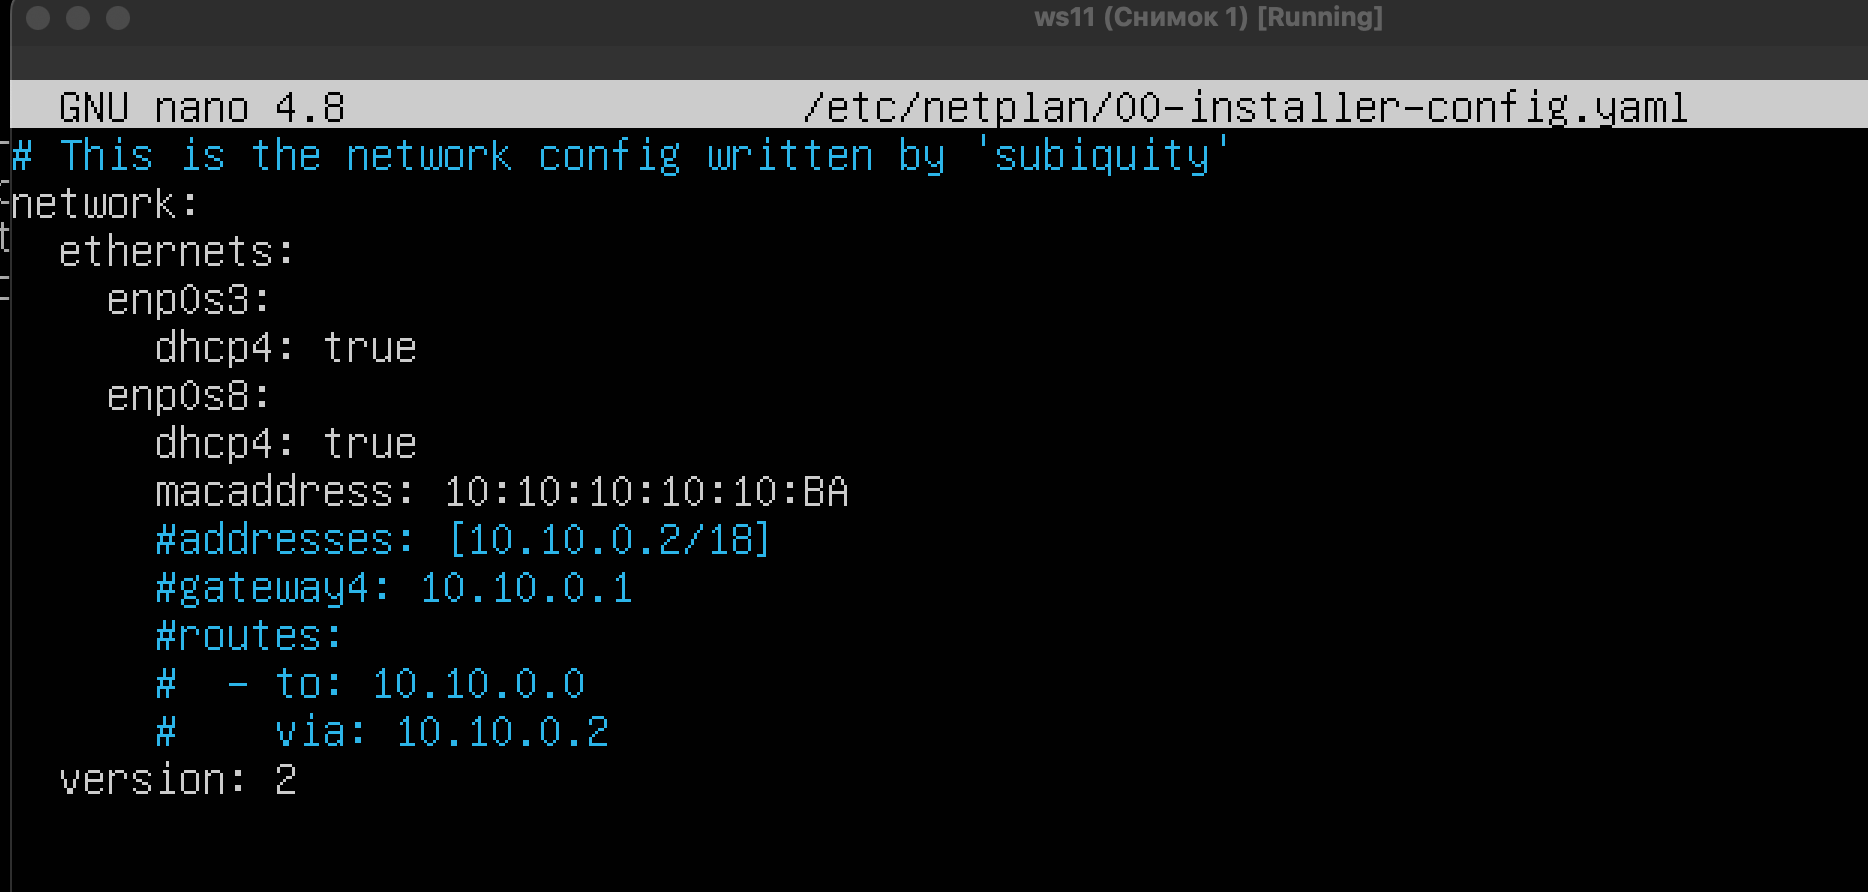 ws11 (Снимок 1) [Running]
GNU nano 4.8 /etc/netplan/00-installer-config.yaml
# This is the network config written by 'subiquity'
network:
  ethernets:
    enp0s3:
      dhcp4: true
    enp0s8:
      dhcp4: true
      macaddress: 10:10:10:10:10:BA
      #addresses: [10.10.0.2/18]
      #gateway4: 10.10.0.1
      #routes:
      #  - to: 10.10.0.0
      #    via: 10.10.0.2
  version: 2